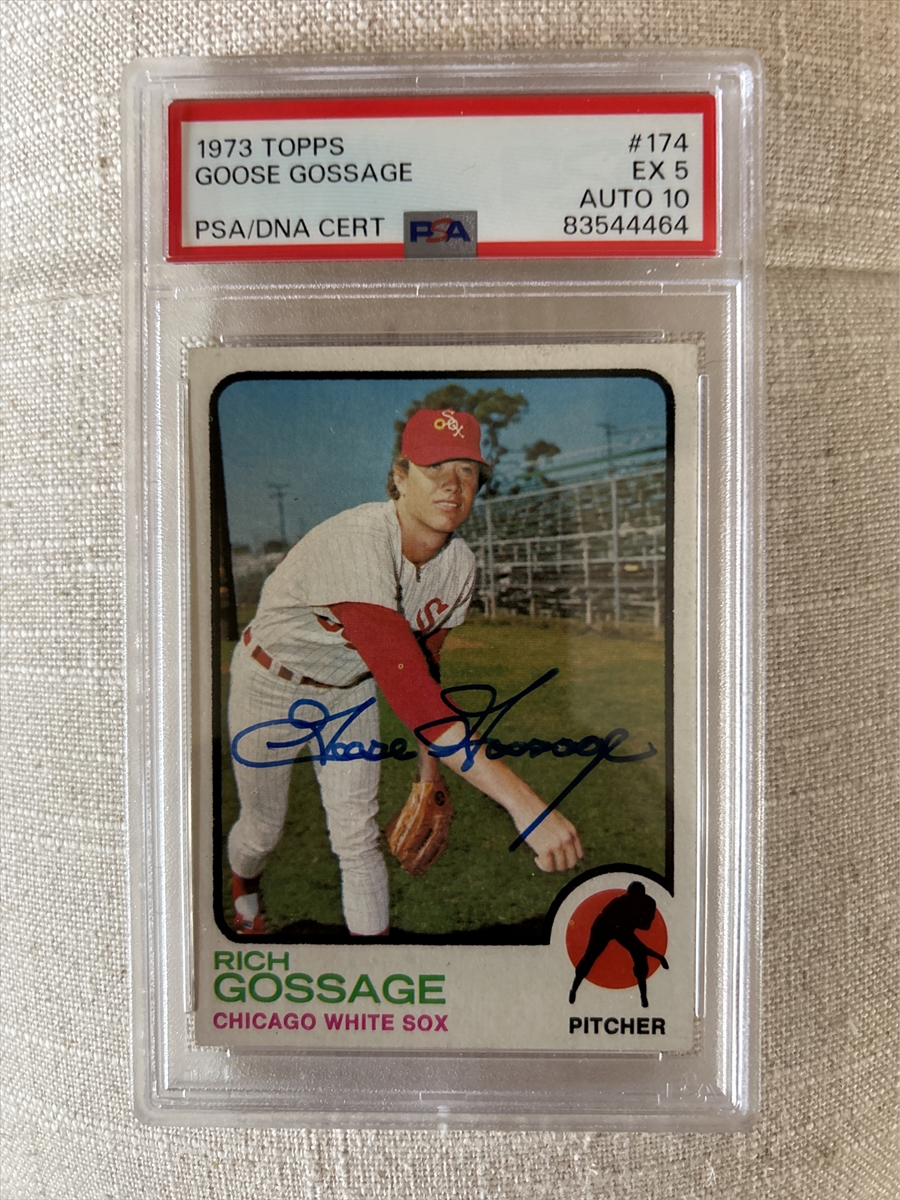 1973 TOPPS #174
GOOSE GOSSAGE EX 5
AUTO 10
PSA/DNA CERT PSA 83544464
SOX
Goose Gossage
RICH
GOSSAGE
CHICAGO WHITE SOX
PITCHER